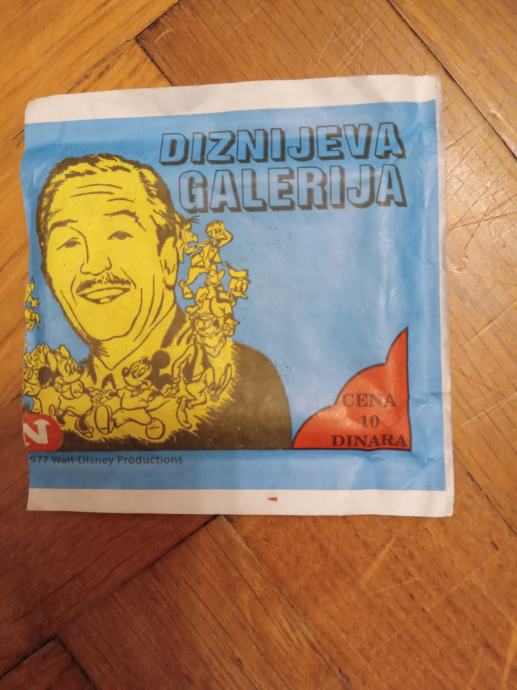 DIZNIJEVA
GALERIJA
CENA
10
DINARA
N
977 Walt Disney Productions